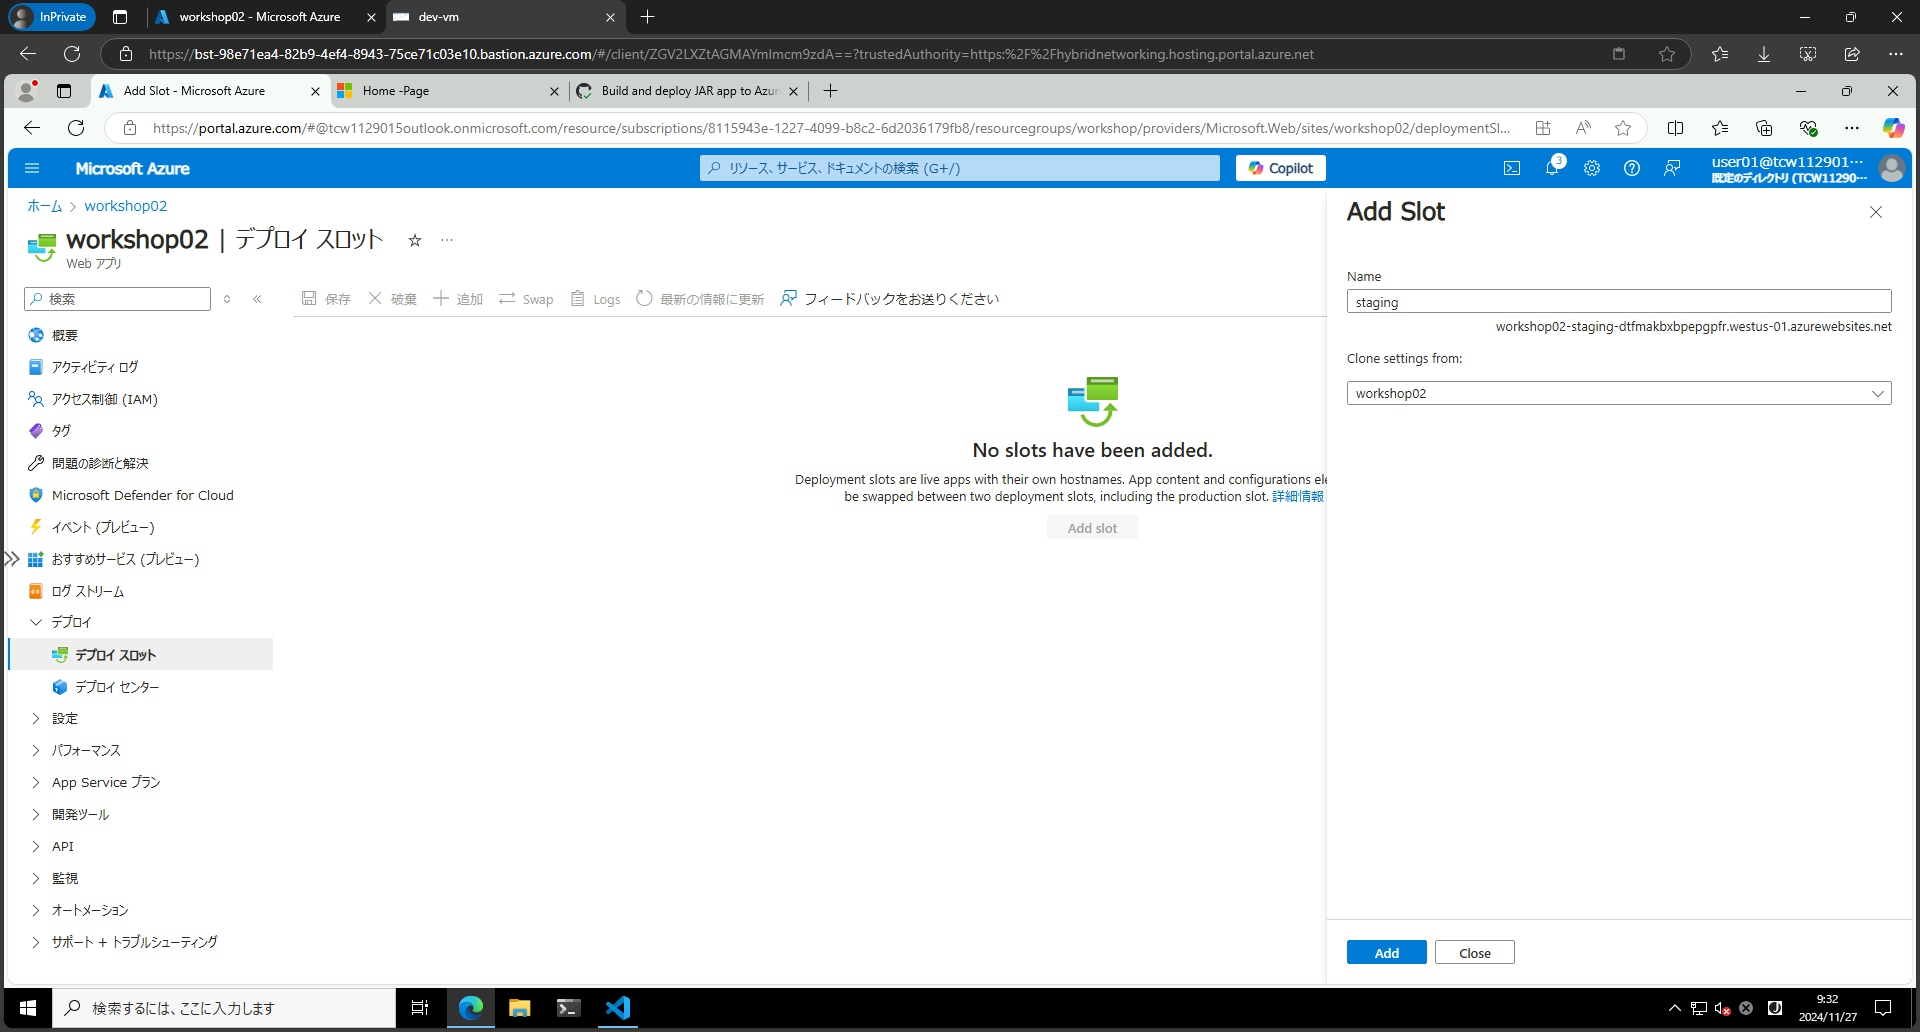 InPrivate
workshop02 - Microsoft Azure
dev-vm
https://bst-98e71ea4-82b9-4ef4-8943-75ce71c03e10.bastion.azure.com/#/client/ZGV2LXZtAGMAYmlmcm9zdA==?trustedAuthority=https:%2F%2Fhybridnetworking.hosting.portal.azure.net
Add Slot - Microsoft Azure
Home -Page
Build and deploy JAR app to Azur
https://portal.azure.com/#@tcw1129015outlook.onmicrosoft.com/resource/subscriptions/8115943e-1227-4099-b8c2-6d2036179fb8/resourcegroups/workshop/providers/Microsoft.Web/sites/workshop02/deploymentSl...
Microsoft Azure
リソース、サービス、ドキュメントの検索 (G+/)
Copilot
3
user01@tcw112901…
既定のディレクトリ (TCW11290…
ホーム > workshop02
workshop02 | デプロイ スロット
Web アプリ
検索
保存
破棄
追加
Swap
Logs
最新の情報に更新
フィードバックをお送りください
概要
アクティビティ ログ
アクセス制御 (IAM)
タグ
問題の診断と解決
Microsoft Defender for Cloud
イベント (プレビュー)
おすすめサービス (プレビュー)
ログ ストリーム
デプロイ
デプロイ スロット
デプロイ センター
設定
パフォーマンス
App Service プラン
開発ツール
API
監視
オートメーション
サポート + トラブルシューティング
No slots have been added.
Deployment slots are live apps with their own hostnames. App content and configurations ele
be swapped between two deployment slots, including the production slot. 詳細情報
Add slot
Add Slot
Name
staging
workshop02-staging-dtfmakbxbpepgpfr.westus-01.azurewebsites.net
Clone settings from:
workshop02
Add
Close
検索するには、ここに入力します
9:32
2024/11/27